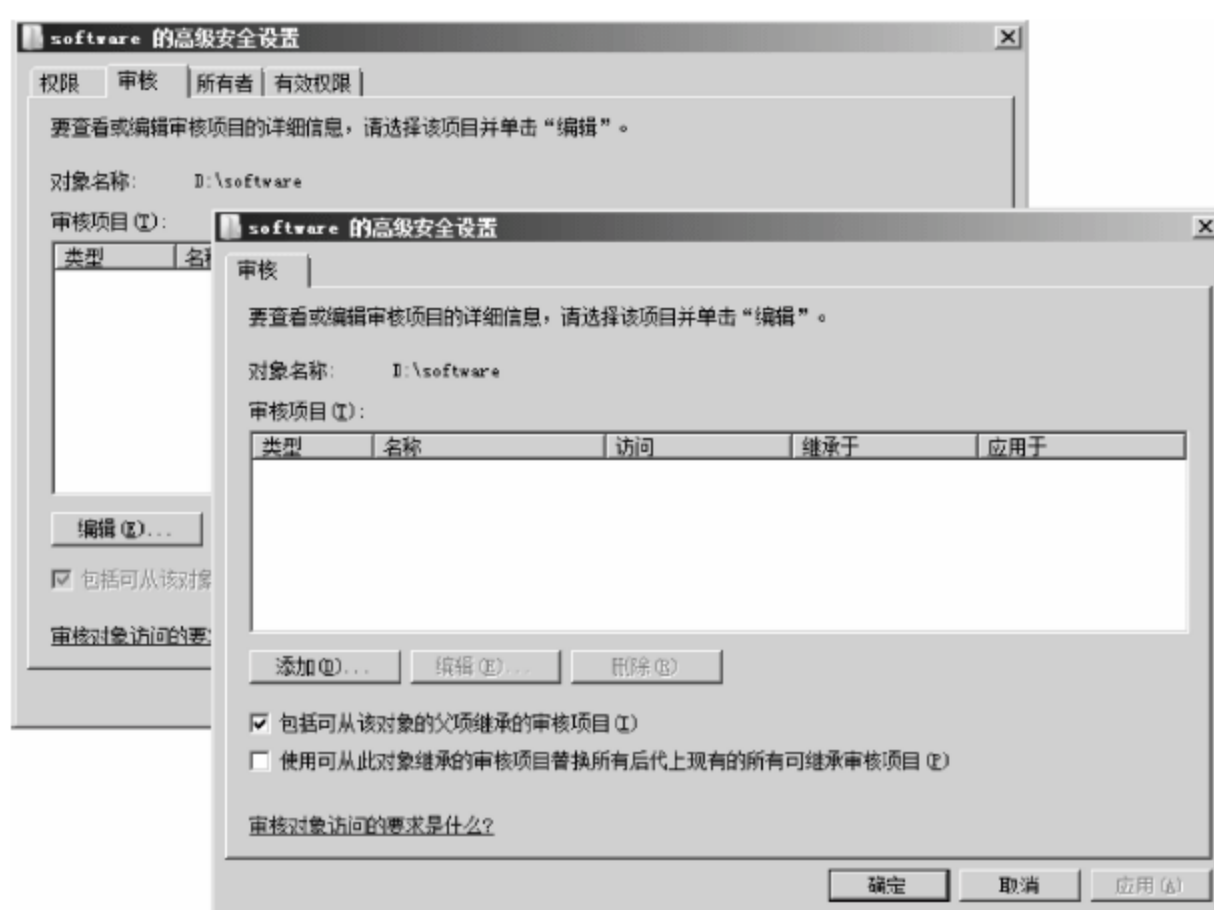 software 的高级安全设置
权限 审核 所有者 有效权限
要查看或编辑审核项目的详细信息，请选择该项目并单击“编辑”。
对象名称: D:\software
审核项目(T):
类型
编辑(E)...
包括可从该对象
审核对象访问的要
software 的高级安全设置
审核
要查看或编辑审核项目的详细信息，请选择该项目并单击“编辑”。
对象名称: D:\software
审核项目(T):
类型 名称 访问 继承于 应用于
添加(D)... 编辑(E)... 删除(R)
包括可从该对象的父项继承的审核项目(I)
使用可从此对象继承的审核项目替换所有后代上现有的所有可继承审核项目(P)
审核对象访问的要求是什么?
确定 取消 应用(A)